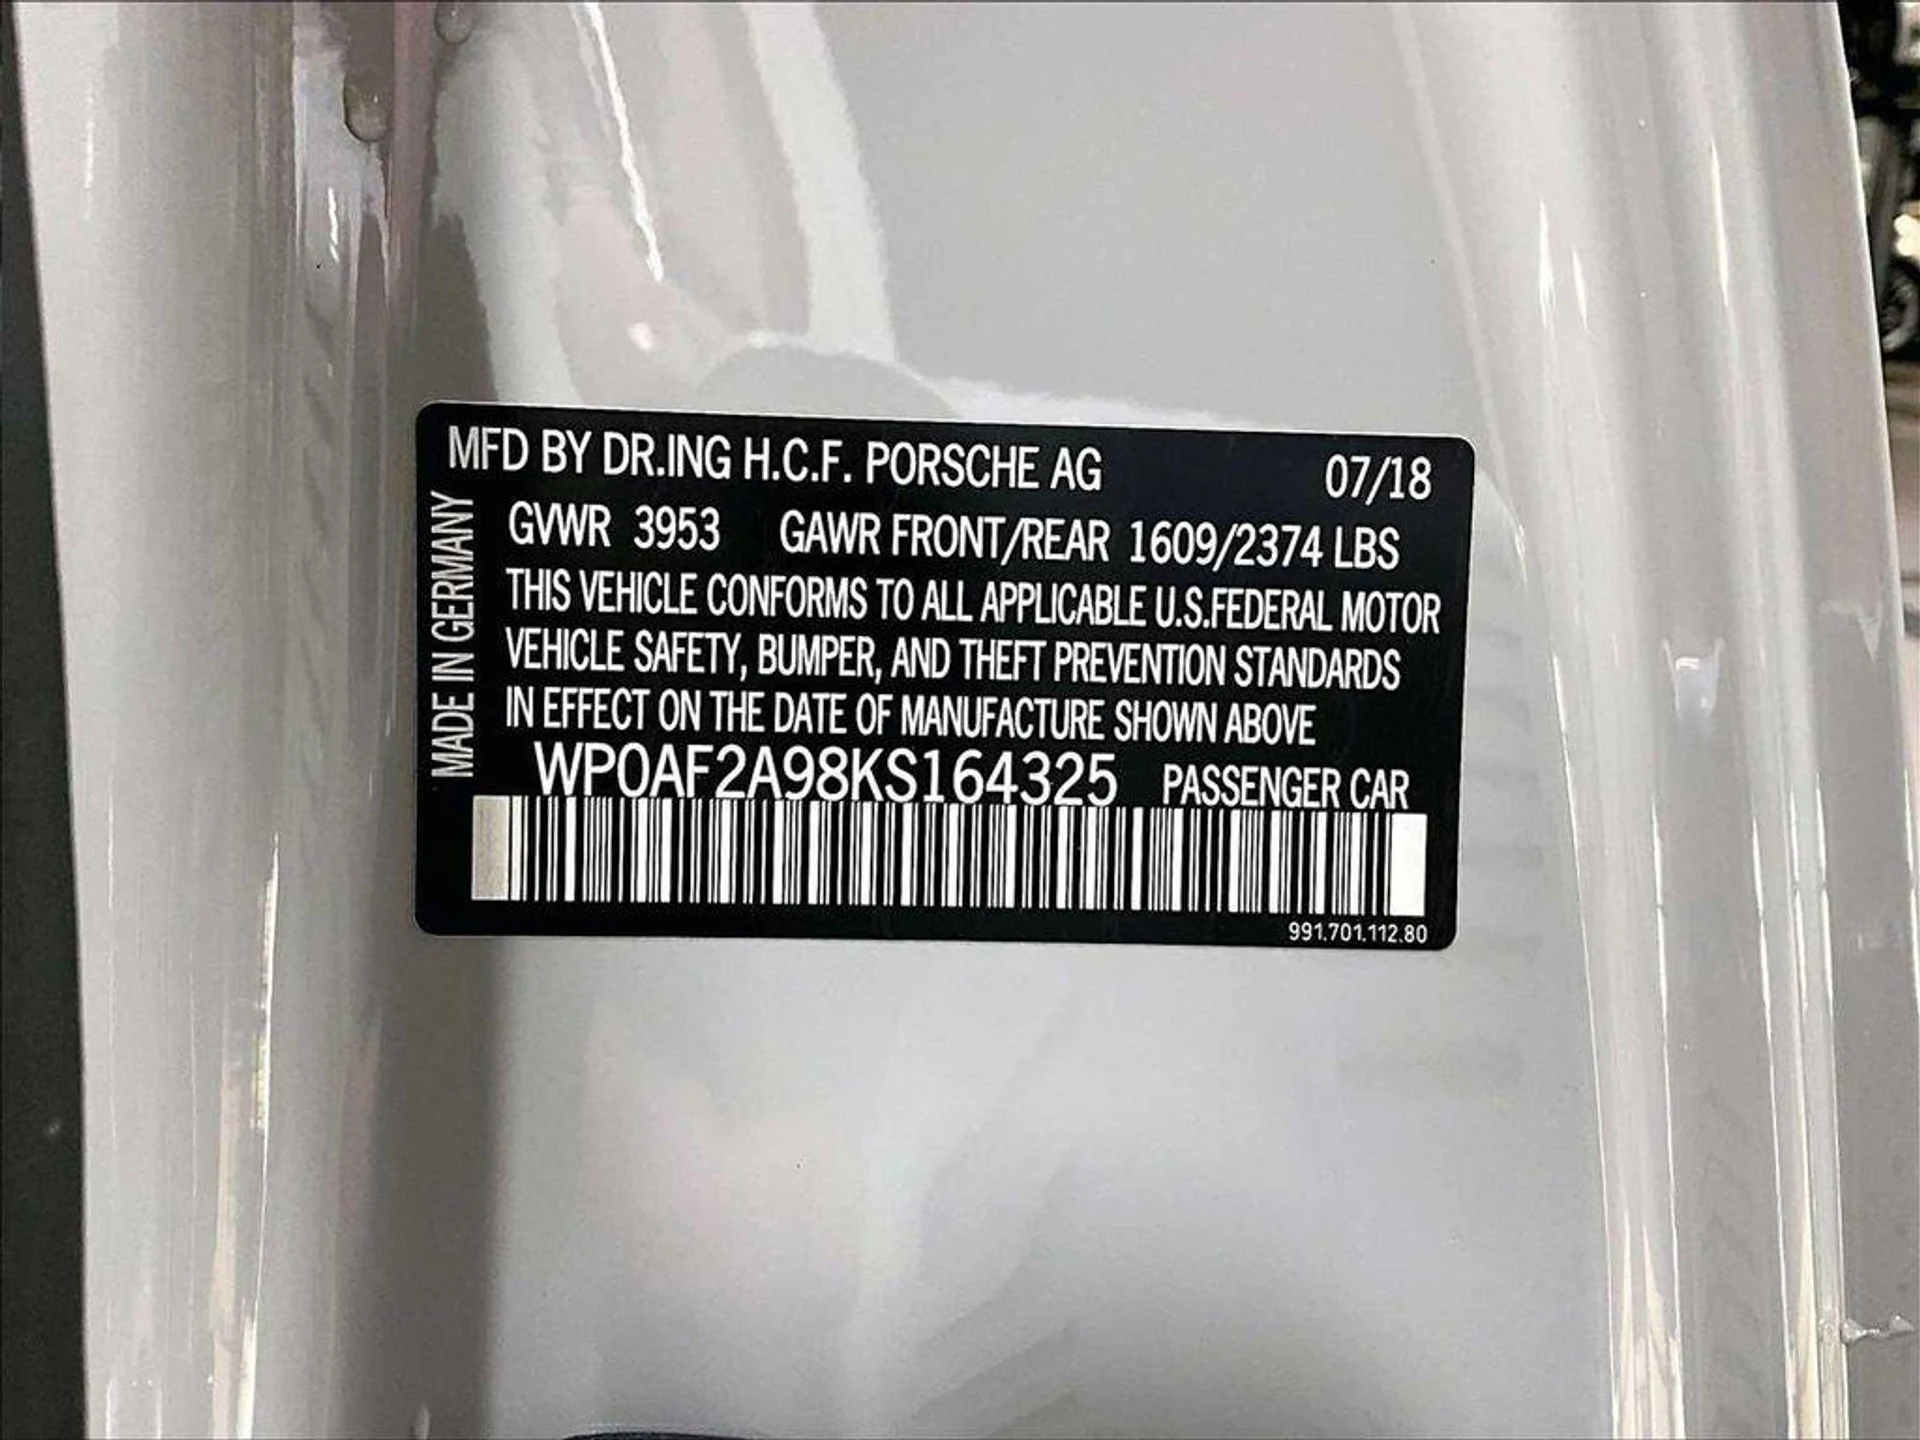 MFD BY DR.ING H.C.F. PORSCHE AG 07/18
MADE IN GERMANY
GVWR 3953 GAWR FRONT/REAR 1609/2374 LBS
THIS VEHICLE CONFORMS TO ALL APPLICABLE U.S.FEDERAL MOTOR
VEHICLE SAFETY, BUMPER, AND THEFT PREVENTION STANDARDS
IN EFFECT ON THE DATE OF MANUFACTURE SHOWN ABOVE
WP0AF2A98KS164325 PASSENGER CAR
991.701.112.80